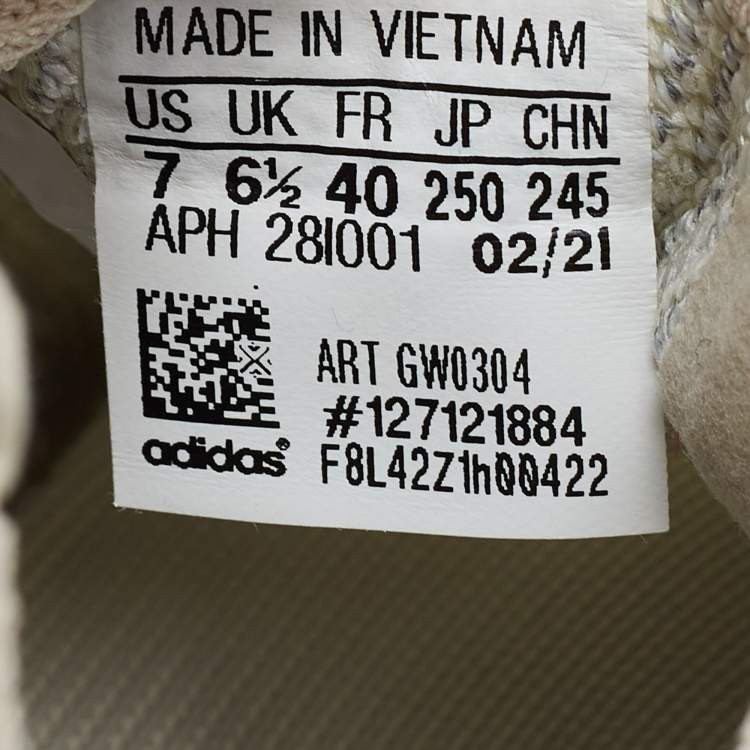 MADE IN VIETNAM
US UK FR JP CHN
7 6½ 40 250 245
APH 28I001 02/21
ART GW0304
#127121884
adidas® F8L42Z1h00422